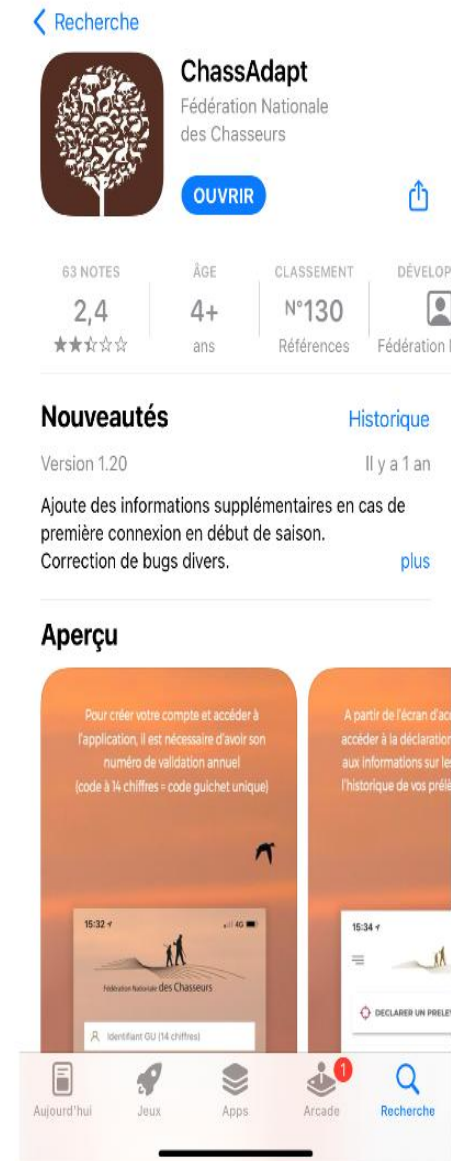 Recherche
ChassAdapt
Fédération Nationale
des Chasseurs
OUVRIR
63 NOTES
2,4
ÂGE
4+
ans
CLASSEMENT
N°130
Références
DÉVELOP
Fédération
Nouveautés
Historique
Version 1.20
Il y a 1 an
Ajoute des informations supplémentaires en cas de
première connexion en début de saison.
Correction de bugs divers.
plus
Aperçu
Pour créer votre compte et accéder à
l'application, il est nécessaire d'avoir son
numéro de validation annuel
(code à 14 chiffres = code guichet unique)
15:32
4G
Fédération Nationale des Chasseurs
Identifiant GU (14 chiffres)
A partir de l'écran d'acc
accéder à la déclaration
aux informations sur les
l'historique de vos prélè
15:34
DECLARER UN PRELEV
Aujourd'hui
Jeux
Apps
Arcade
1
Recherche